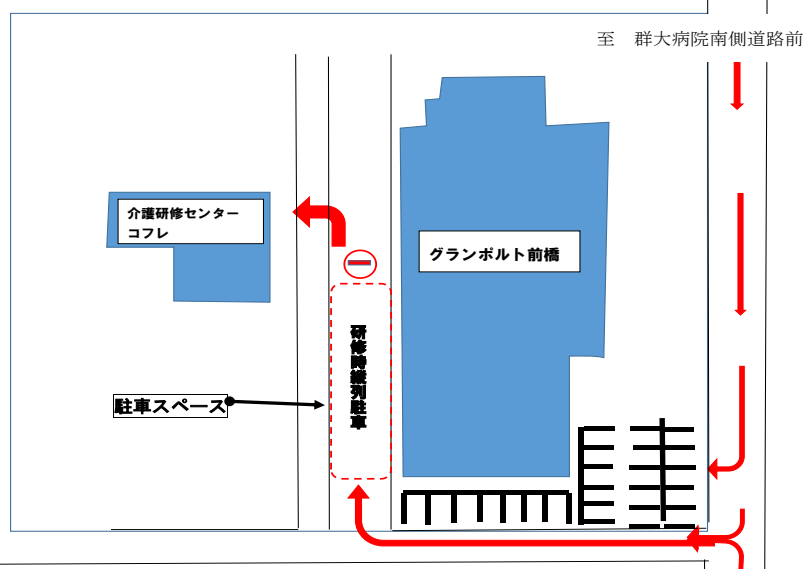 至　群大病院南側道路前
介護研修センター
コフレ
グランポルト前橋
研修時縦列駐車
駐車スペース